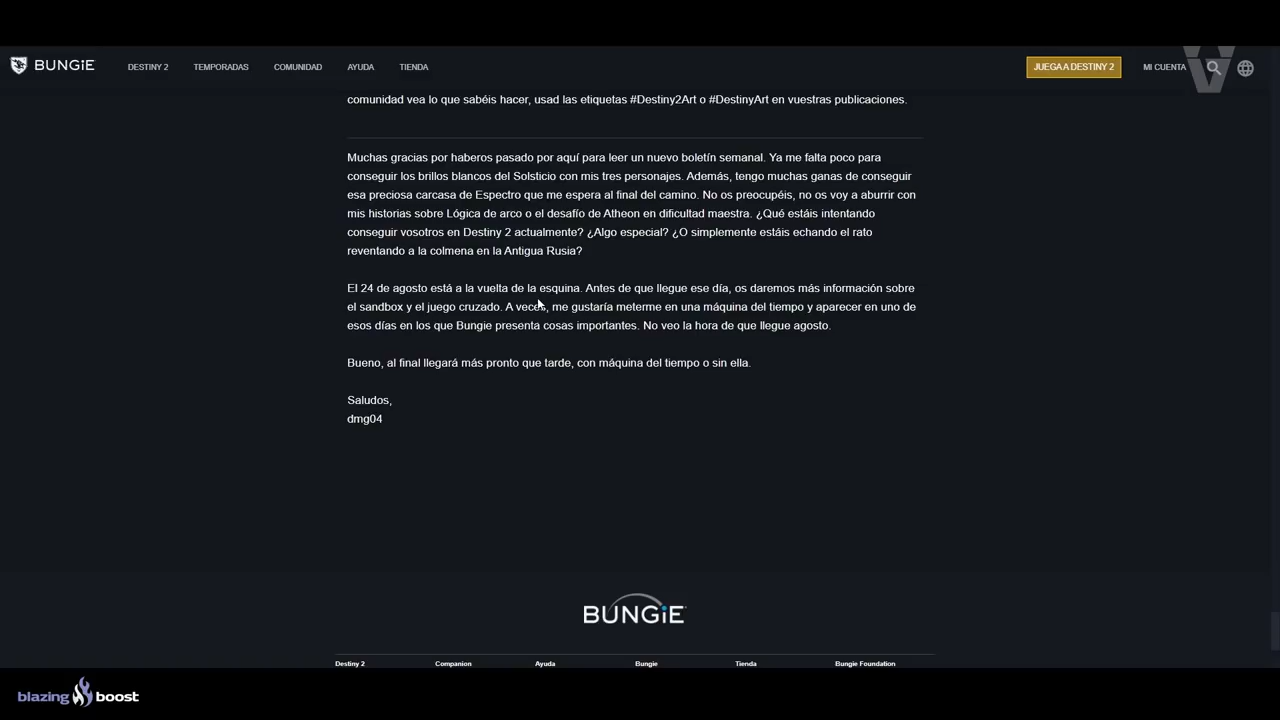 BUNGiE
DESTINY 2
TEMPORADAS
COMUNIDAD
AYUDA
TIENDA
JUEGA A DESTINY 2
MI CUENTA
comunidad vea lo que sabéis hacer, usad las etiquetas #Destiny2Art o #DestinyArt en vuestras publicaciones.
Muchas gracias por haberos pasado por aquí para leer un nuevo boletín semanal. Ya me falta poco para
conseguir los brillos blancos del Solsticio con mis tres personajes. Además, tengo muchas ganas de conseguir
esa preciosa carcasa de Espectro que me espera al final del camino. No os preocupéis, no os voy a aburrir con
mis historias sobre Lógica de arco o el desafío de Atheon en dificultad maestra. ¿Qué estáis intentando
conseguir vosotros en Destiny 2 actualmente? ¿Algo especial? ¿O simplemente estáis echando el rato
reventando a la colmena en la Antigua Rusia?
El 24 de agosto está a la vuelta de la esquina. Antes de que llegue ese día, os daremos más información sobre
el sandbox y el juego cruzado. A veces, me gustaría meterme en una máquina del tiempo y aparecer en uno de
esos días en los que Bungie presenta cosas importantes. No veo la hora de que llegue agosto.
Bueno, al final llegará más pronto que tarde, con máquina del tiempo o sin ella.
Saludos,
dmg04
BUNGiE
Destiny 2
Companion
Ayuda
Bungie
Tienda
Bungie Foundation
blazing boost